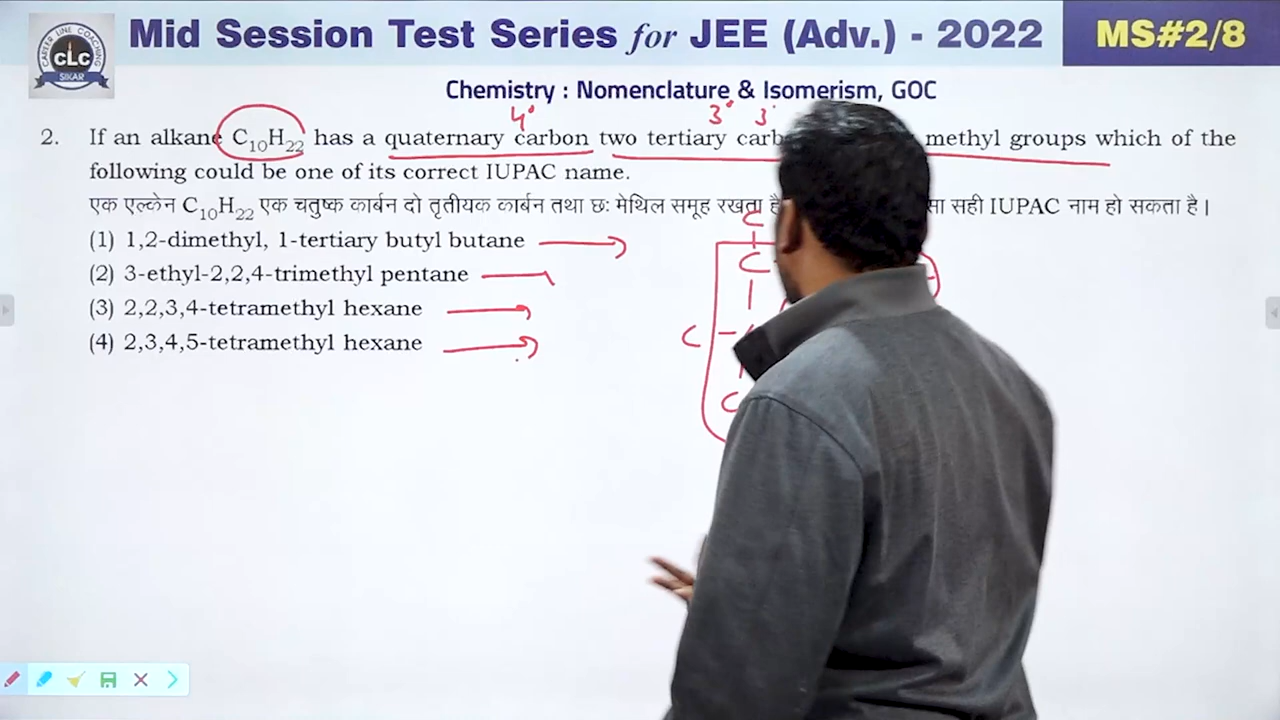 CAREER LINE COACHING
CLC
SIKAR
Mid Session Test Series for JEE (Adv.) - 2022
MS#2/8
Chemistry : Nomenclature & Isomerism, GOC
4° 3° 3°
2. If an alkane C₁₀H₂₂ has a quaternary carbon two tertiary carb methyl groups which of the
following could be one of its correct IUPAC name.
एक एल्केन C₁₀H₂₂ एक चतुष्क कार्बन दो तृतीयक कार्बन तथा छः मेथिल समूह रखता है सा सही IUPAC नाम हो सकता है।
C
(1) 1,2-dimethyl, 1-tertiary butyl butane
C
(2) 3-ethyl-2,2,4-trimethyl pentane
(3) 2,2,3,4-tetramethyl hexane
C
(4) 2,3,4,5-tetramethyl hexane
C